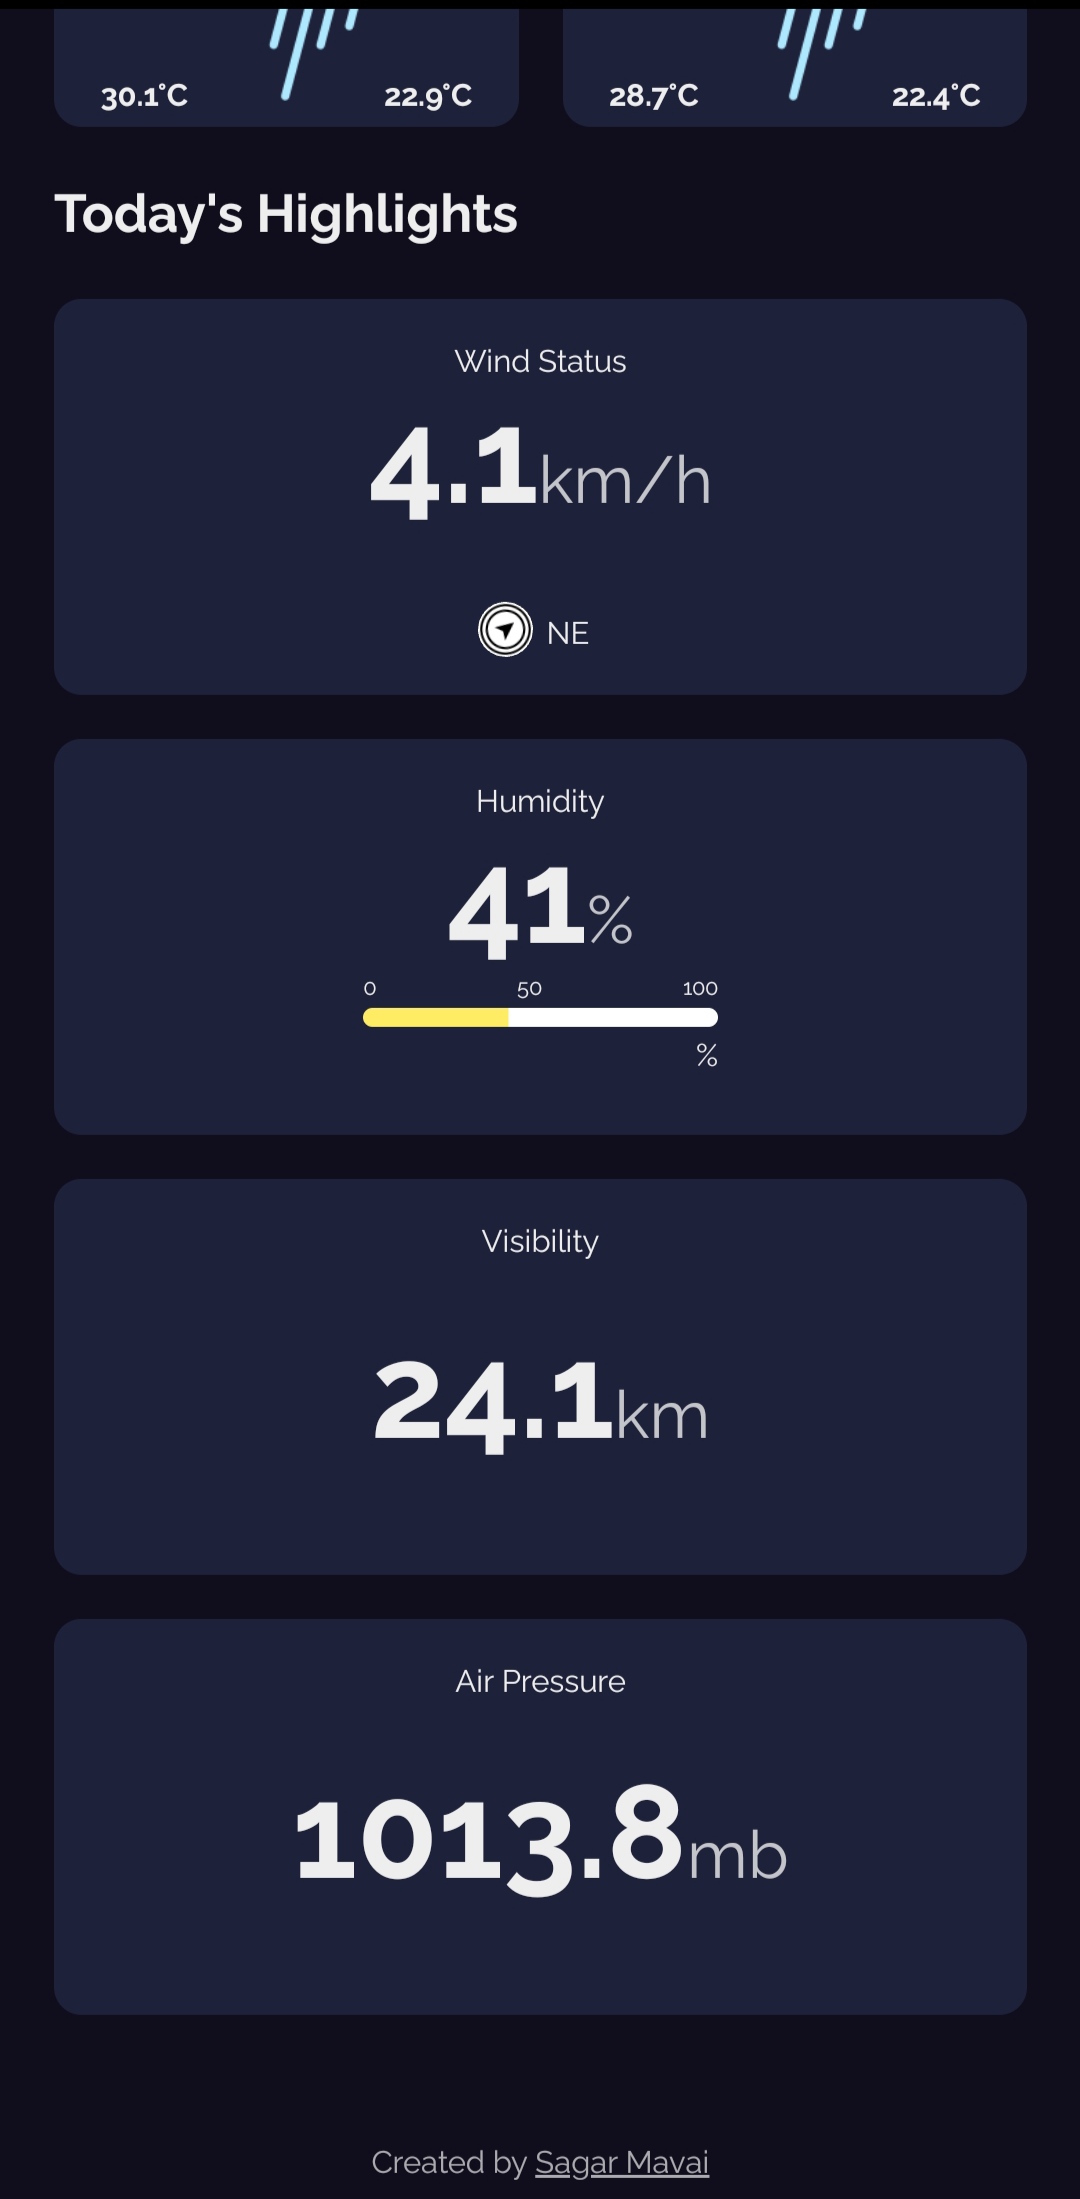 30.1°C 22.9°C 28.7°C 22.4°C
Today's Highlights
Wind Status
4.1km/h
NE
Humidity
41%
0 50 100
%
Visibility
24.1km
Air Pressure
1013.8mb
Created by Sagar Mavai